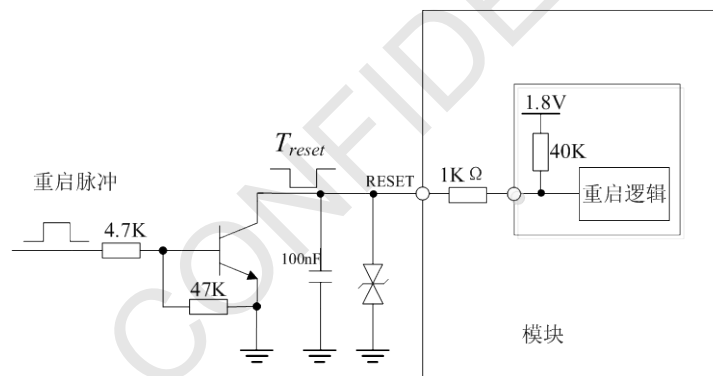 CONFIDE
1.8V
40K
T_reset
RESET
1K Ω
重启逻辑
重启脉冲
4.7K
100nF
47K
模块